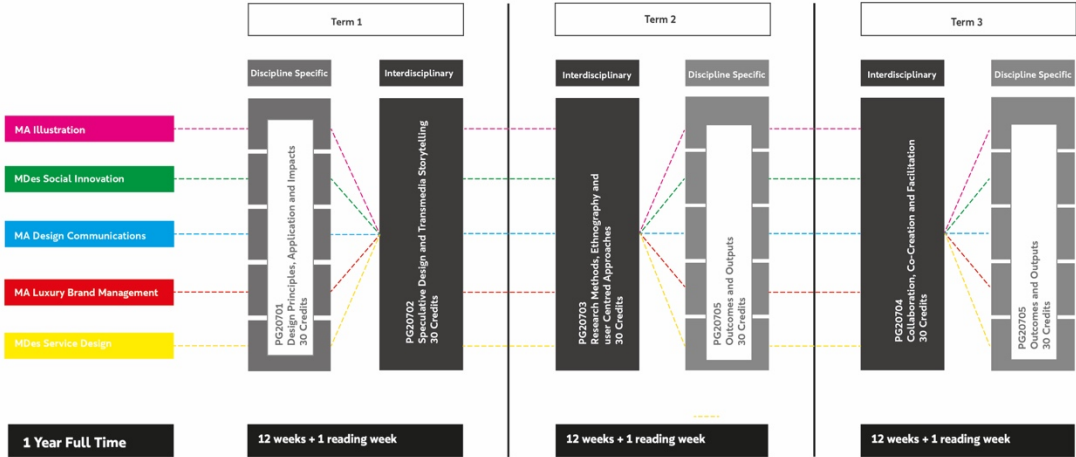 Term 1
Term 2
Term 3
Discipline Specific
Interdisciplinary
Interdisciplinary
Discipline Specific
Interdisciplinary
Discipline Specific
MA Illustration
MDes Social Innovation
MA Design Communications
MA Luxury Brand Management
MDes Service Design
PG20701
Design Principles, Application and Impacts
30 Credits
PG20702
Speculative Design and Transmedia Storytelling
30 Credits
PG20703
Research Methods, Ethnography and
user Centred Approaches
30 Credits
PG20705
Outcomes and Outputs
30 Credits
PG20704
Collaboration, Co-Creation and Facilitation
30 Credits
PG20705
Outcomes and Outputs
30 Credits
1 Year Full Time
12 weeks + 1 reading week
12 weeks + 1 reading week
12 weeks + 1 reading week